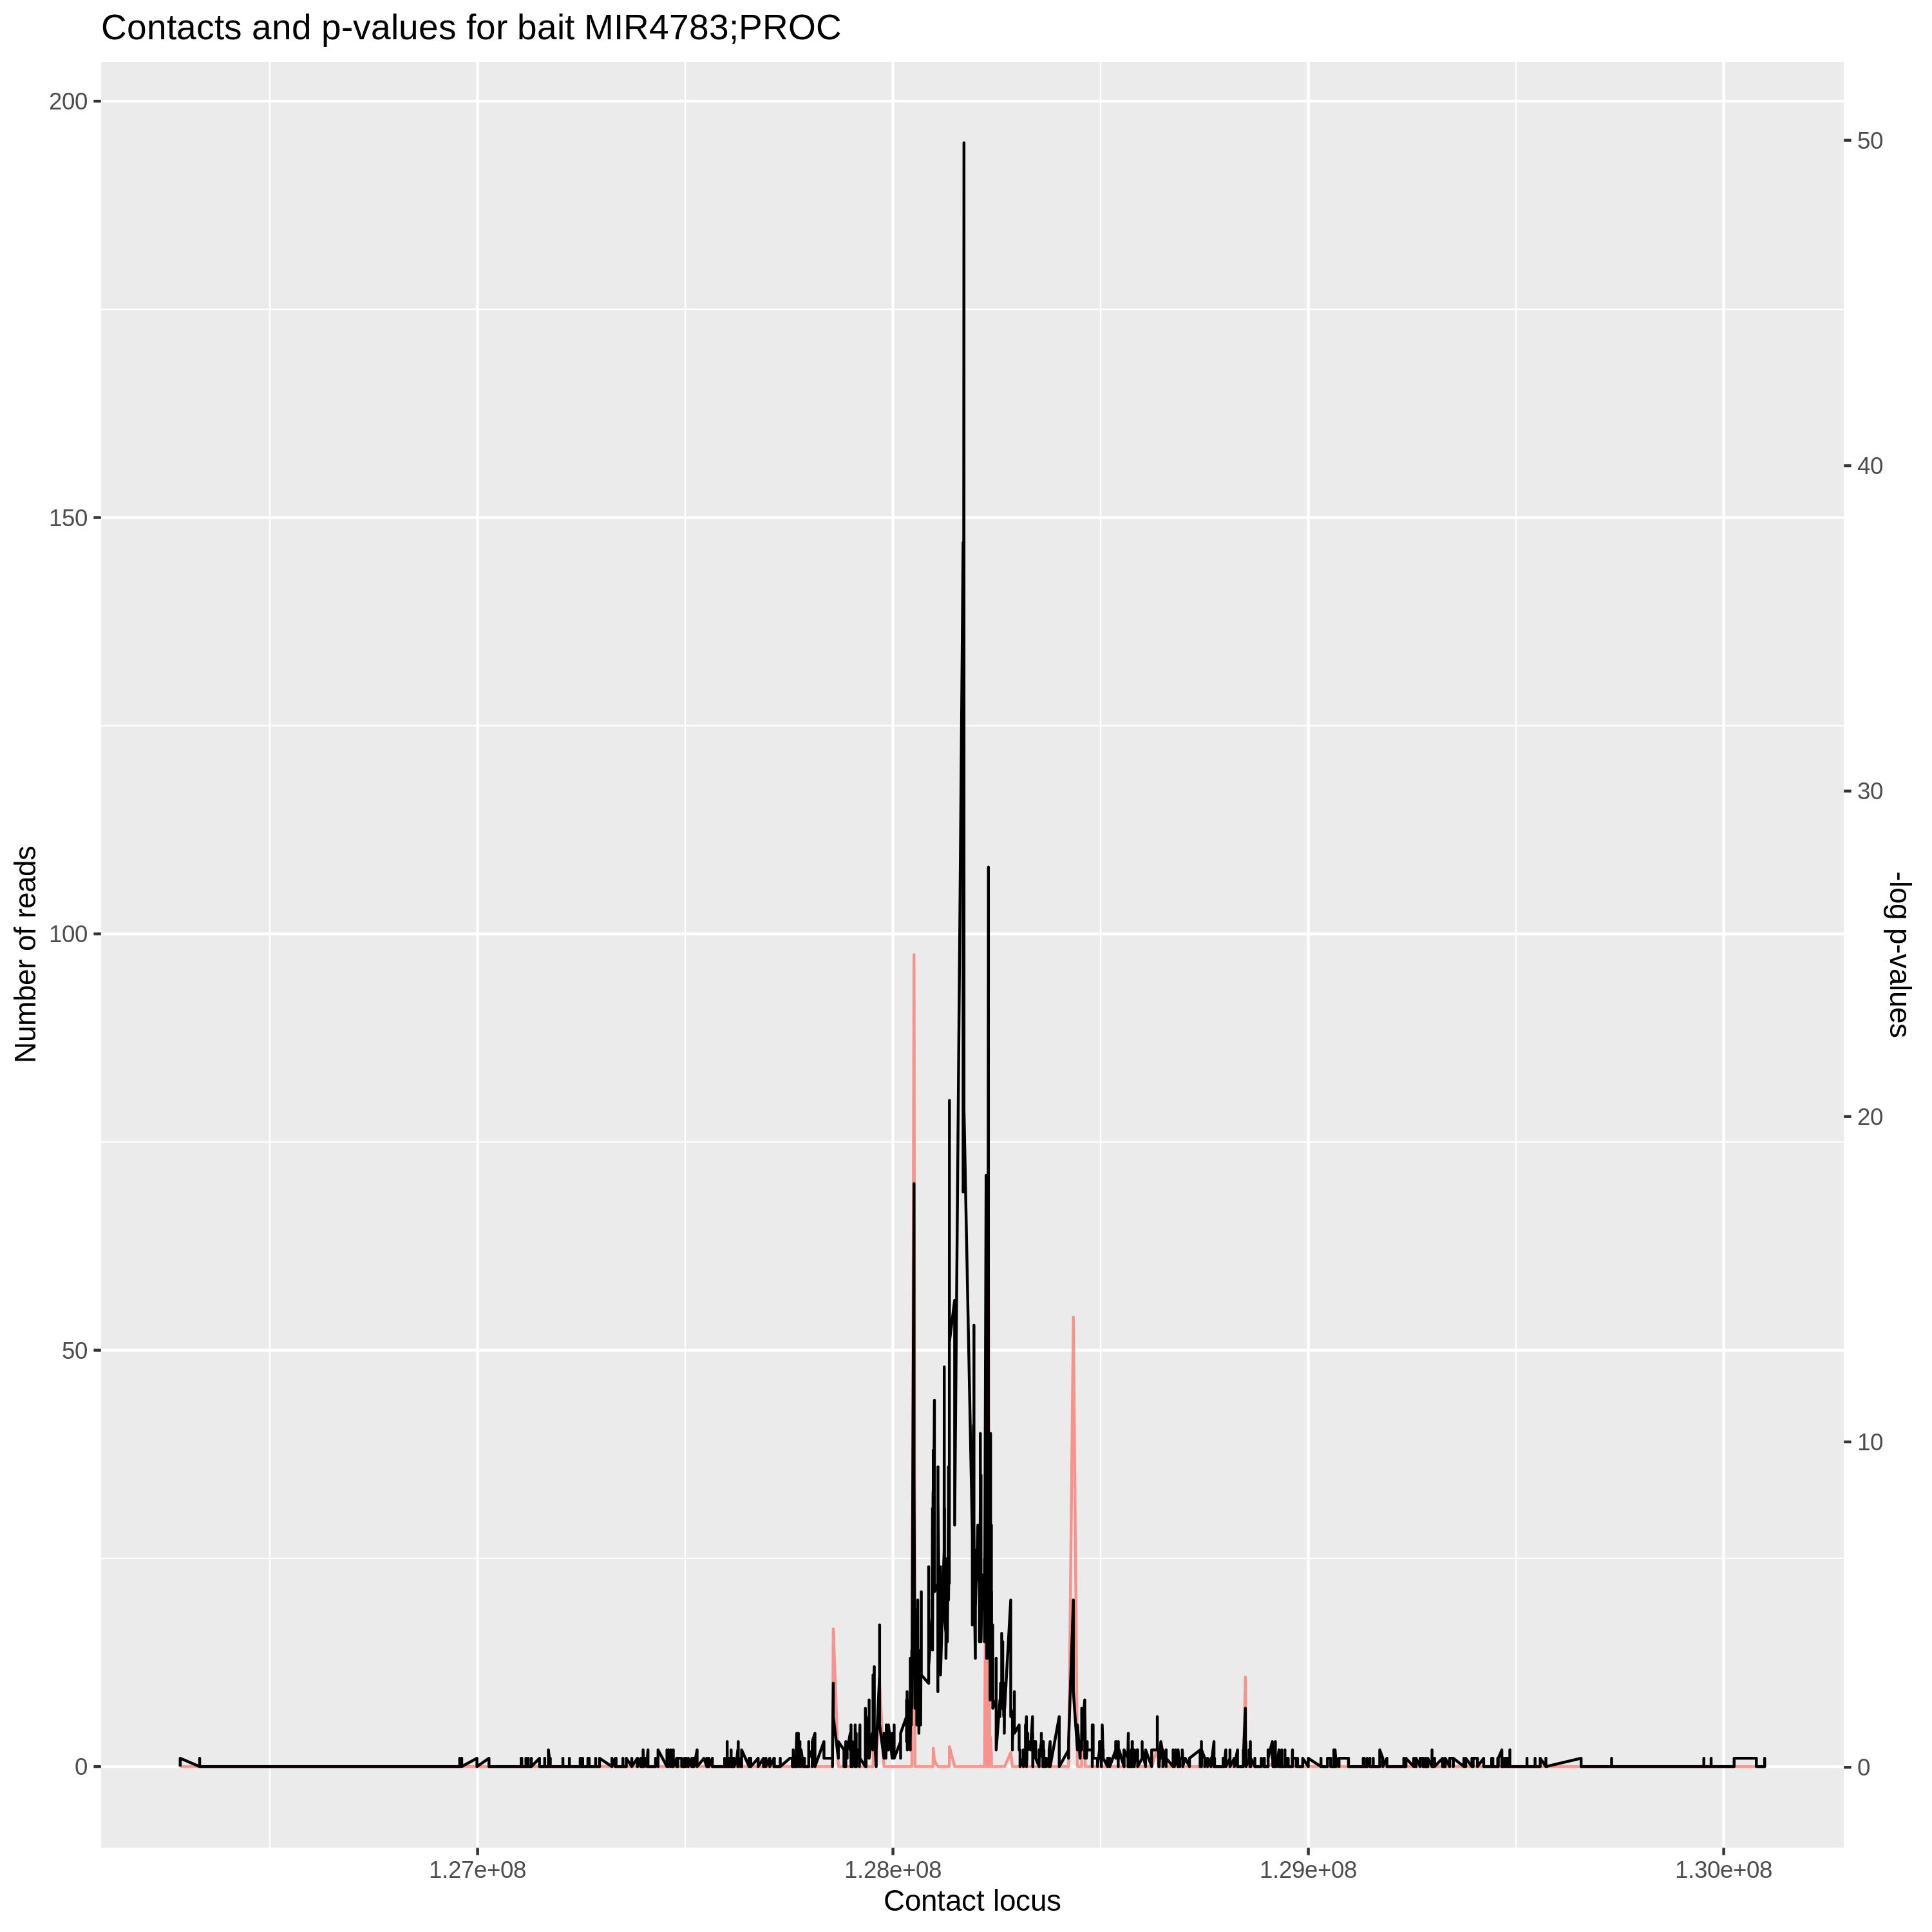 Contacts and p-values for bait MIR4783;PROC
200
150
100
50
0
Number of reads
50
40
30
20
10
0
-log p-values
1.27e+08
1.28e+08
1.29e+08
1.30e+08
Contact locus